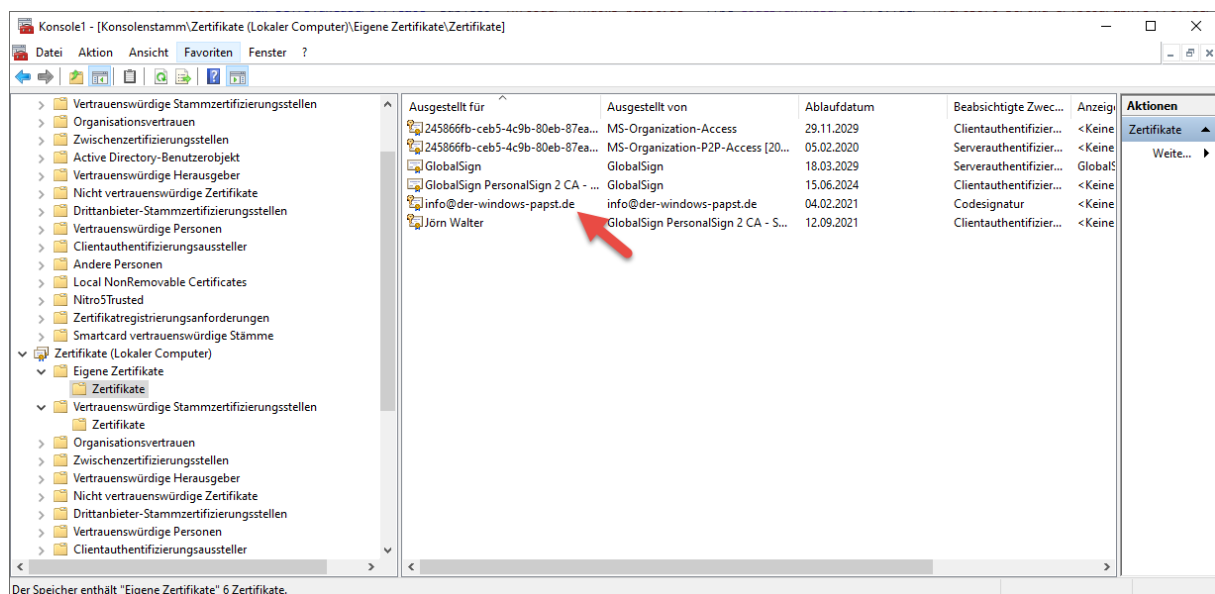 Konsole1 - [Konsolenstamm\Zertifikate (Lokaler Computer)\Eigene Zertifikate\Zertifikate]
Datei Aktion Ansicht Favoriten Fenster ?
Vertrauenswürdige Stammzertifizierungsstellen
Organisationsvertrauen
Zwischenzertifizierungsstellen
Active Directory-Benutzerobjekt
Vertrauenswürdige Herausgeber
Nicht vertrauenswürdige Zertifikate
Drittanbieter-Stammzertifizierungsstellen
Vertrauenswürdige Personen
Clientauthentifizierungsaussteller
Andere Personen
Local NonRemovable Certificates
Nitro5Trusted
Zertifikatregistrierungsanforderungen
Smartcard vertrauenswürdige Stämme
Zertifikate (Lokaler Computer)
Eigene Zertifikate
Zertifikate
Vertrauenswürdige Stammzertifizierungsstellen
Zertifikate
Organisationsvertrauen
Zwischenzertifizierungsstellen
Vertrauenswürdige Herausgeber
Nicht vertrauenswürdige Zertifikate
Drittanbieter-Stammzertifizierungsstellen
Vertrauenswürdige Personen
Clientauthentifizierungsaussteller
Ausgestellt für Ausgestellt von Ablaufdatum Beabsichtigte Zwec... Anzeig
245866fb-ceb5-4c9b-80eb-87ea... MS-Organization-Access 29.11.2029 Clientauthentifizier... <Keine
245866fb-ceb5-4c9b-80eb-87ea... MS-Organization-P2P-Access [20... 05.02.2020 Serverauthentifizier... <Keine
GlobalSign GlobalSign 18.03.2029 Serverauthentifizier... GlobalS
GlobalSign PersonalSign 2 CA - ... GlobalSign 15.06.2024 Clientauthentifizier... <Keine
info@der-windows-papst.de info@der-windows-papst.de 04.02.2021 Codesignatur <Keine
Jörn Walter GlobalSign PersonalSign 2 CA - S... 12.09.2021 Clientauthentifizier... <Keine
Aktionen
Zertifikate
Weite...
Der Speicher enthält "Eigene Zertifikate" 6 Zertifikate.